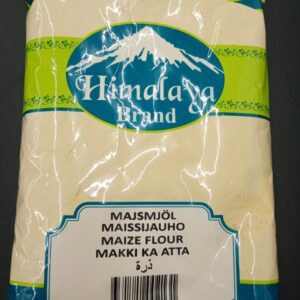 Himalaya
Brand
MAJSMJÖL
MAISSIJAUHO
MAIZE FLOUR
MAKKI KA ATTA
ذرة